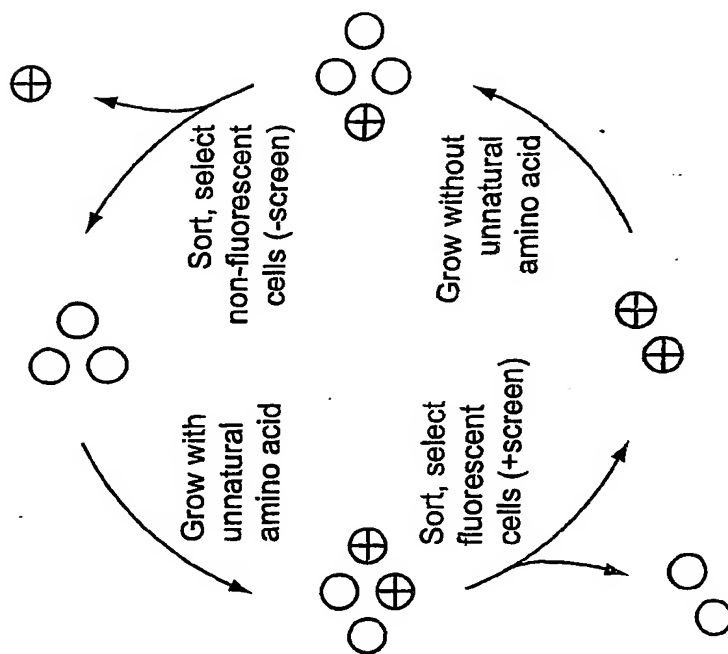 Grow with
unnatural
amino acid
Sort, select
fluorescent
cells (+screen)
Grow without
unnatural
amino acid
Sort, select
non-fluorescent
cells (-screen)